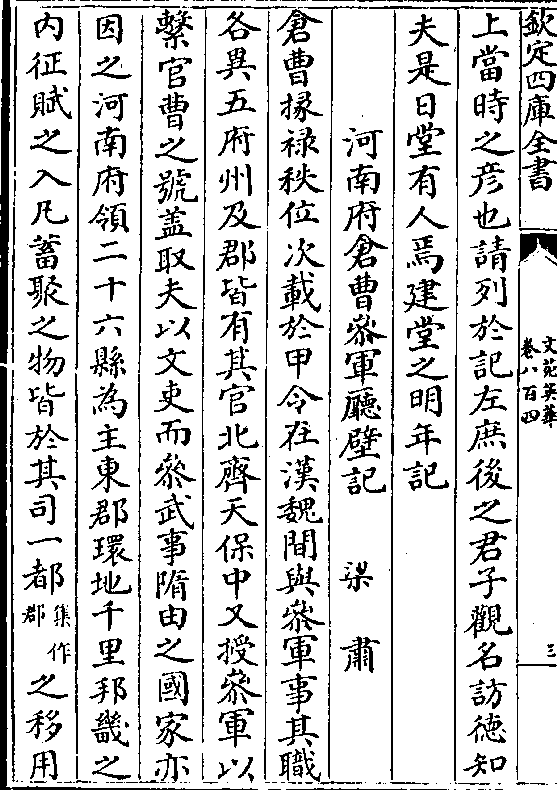 欽定四庫全書
文苑英華
卷八百四
三
上當時之彥也請列於記左庶後之君子觀名訪德知
夫是日堂有人焉建堂之明年記
河南府倉曹叅軍廳壁記 梁肅
倉曹掾禄秩位次載於甲令在漢魏間與叅軍事其職
各異五府州及郡皆有其官北齊天保中又授叅軍以
繫官曹之號盖取夫以文吏而叅武事隋由之國家亦
因之河南府領二十六縣為主東郡環地千里邦畿之
内征賦之入凡蓄聚之物皆於其司一都集作郡之移用